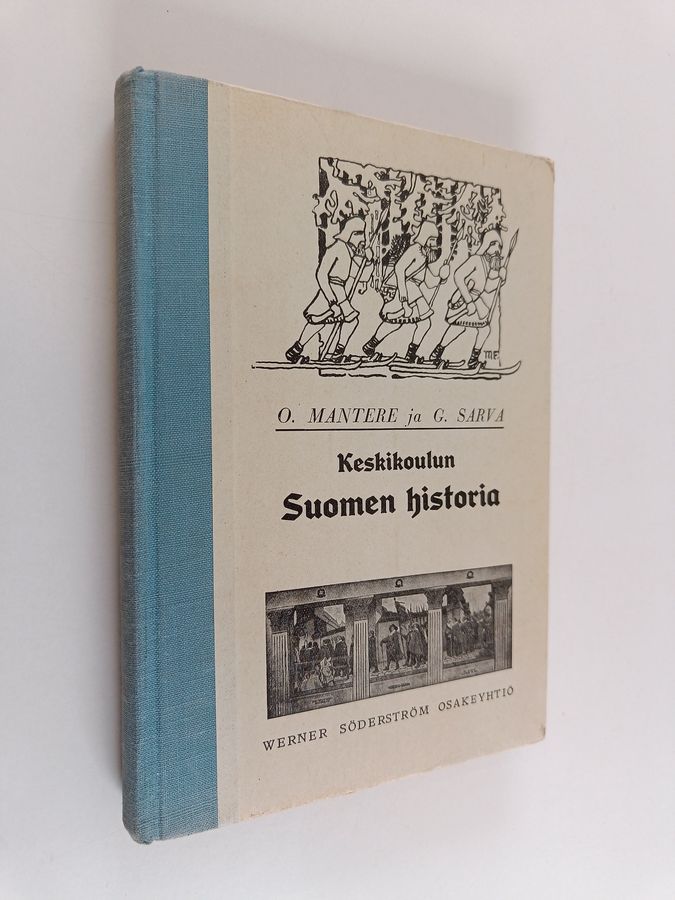 M.F.
O. MANTERE ja G. SARVA
Keskikoulun
Suomen historia
WERNER SÖDERSTRÖM OSAKEYHTIÖ